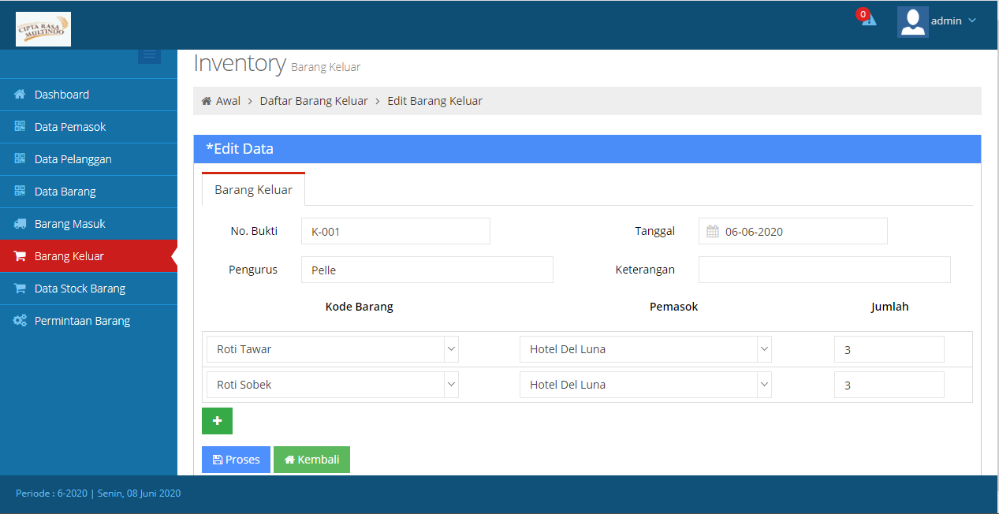 CIPTA RASA
MULTINDO
0
admin
Inventory Barang Keluar
Awal > Daftar Barang Keluar > Edit Barang Keluar
Dashboard
Data Pemasok
Data Pelanggan
Data Barang
Barang Masuk
Barang Keluar
Data Stock Barang
Permintaan Barang
*Edit Data
Barang Keluar
No. Bukti K-001 Tanggal 06-06-2020
Pengurus Pelle Keterangan
Kode Barang Pemasok Jumlah
Roti Tawar Hotel Del Luna 3
Roti Sobek Hotel Del Luna 3
+
Proses Kembali
Periode : 6-2020 | Senin, 08 Juni 2020